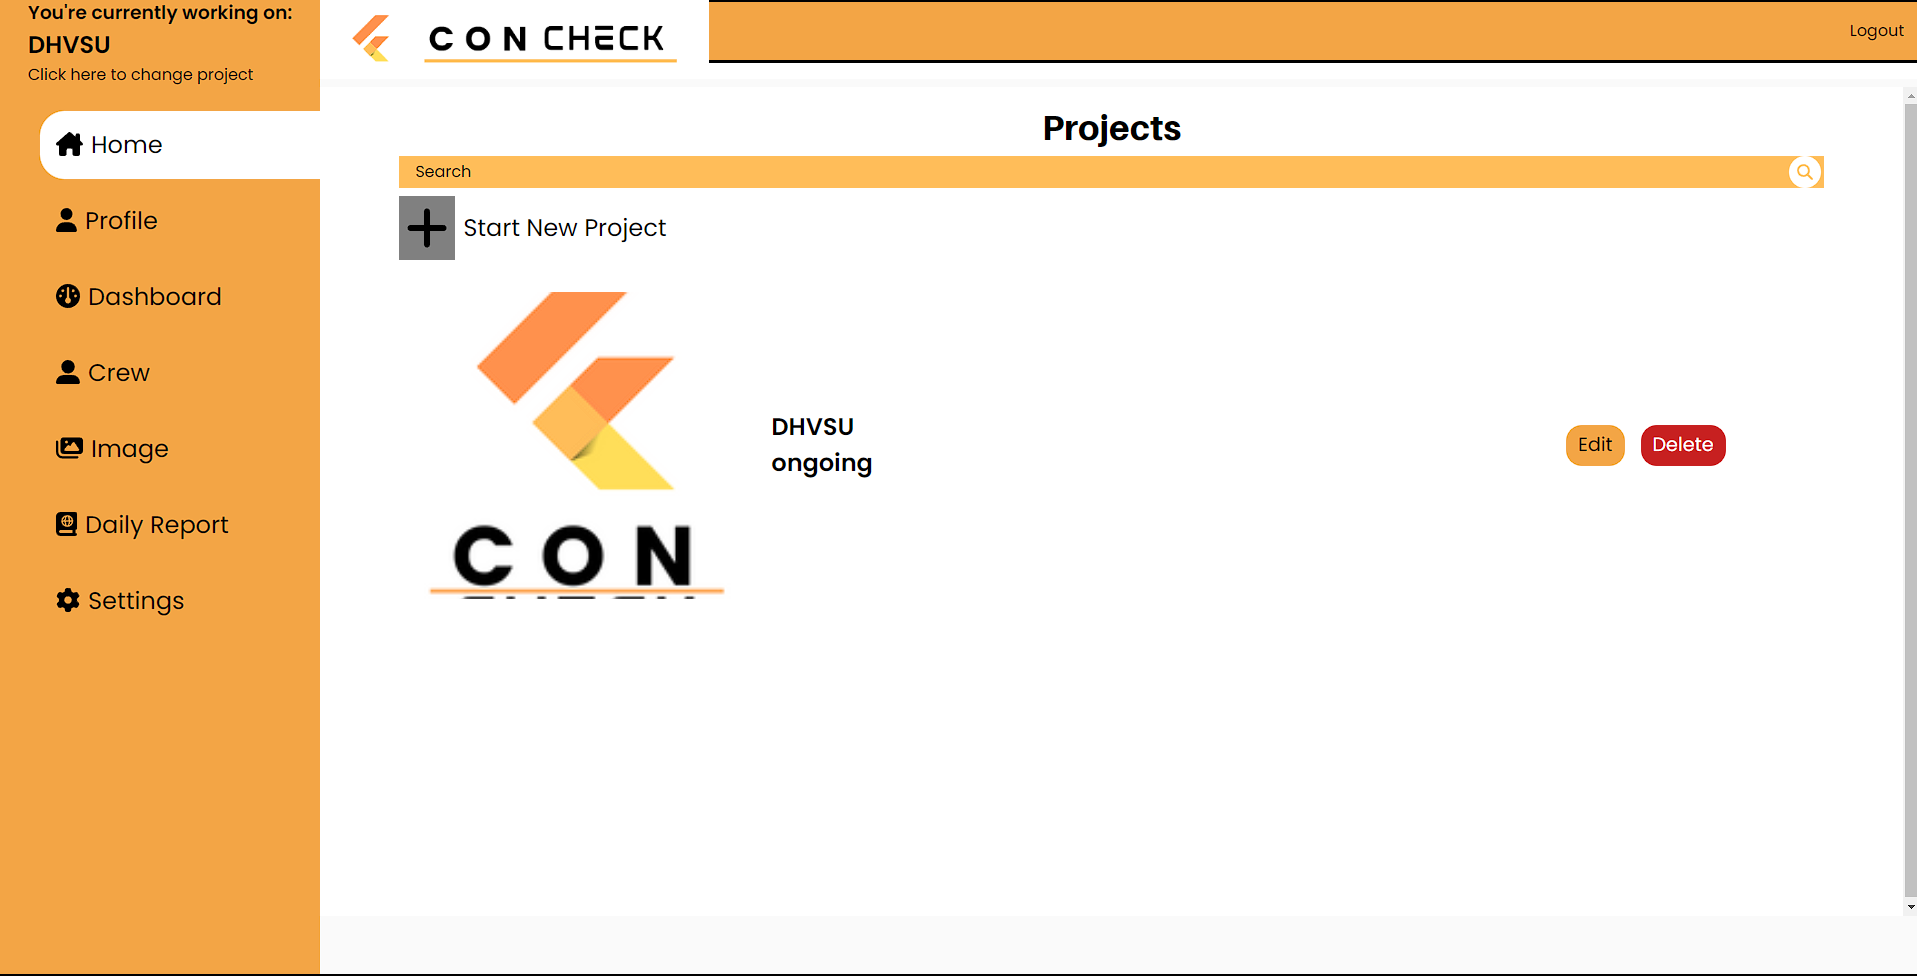 You're currently working on:
DHVSU
Click here to change project
CON CHECK
Logout
Home
Profile
Dashboard
Crew
Image
Daily Report
Settings
Projects
Search
Start New Project
CON
DHVSU
ongoing
Edit
Delete